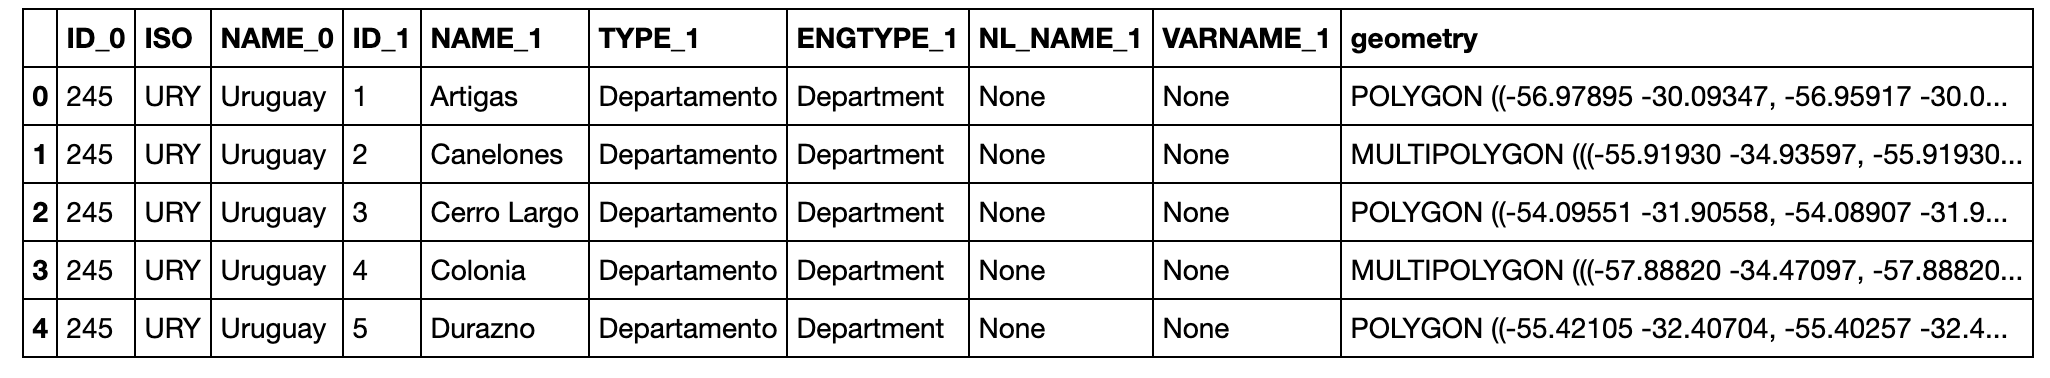 ID_0 ISO NAME_0 ID_1 NAME_1 TYPE_1 ENGTYPE_1 NL_NAME_1 VARNAME_1 geometry
0 245 URY Uruguay 1 Artigas Departamento Department None None POLYGON ((-56.97895 -30.09347, -56.95917 -30.0...
1 245 URY Uruguay 2 Canelones Departamento Department None None MULTIPOLYGON (((-55.91930 -34.93597, -55.91930...
2 245 URY Uruguay 3 Cerro Largo Departamento Department None None POLYGON ((-54.09551 -31.90558, -54.08907 -31.9...
3 245 URY Uruguay 4 Colonia Departamento Department None None MULTIPOLYGON (((-57.88820 -34.47097, -57.88820...
4 245 URY Uruguay 5 Durazno Departamento Department None None POLYGON ((-55.42105 -32.40704, -55.40257 -32.4...